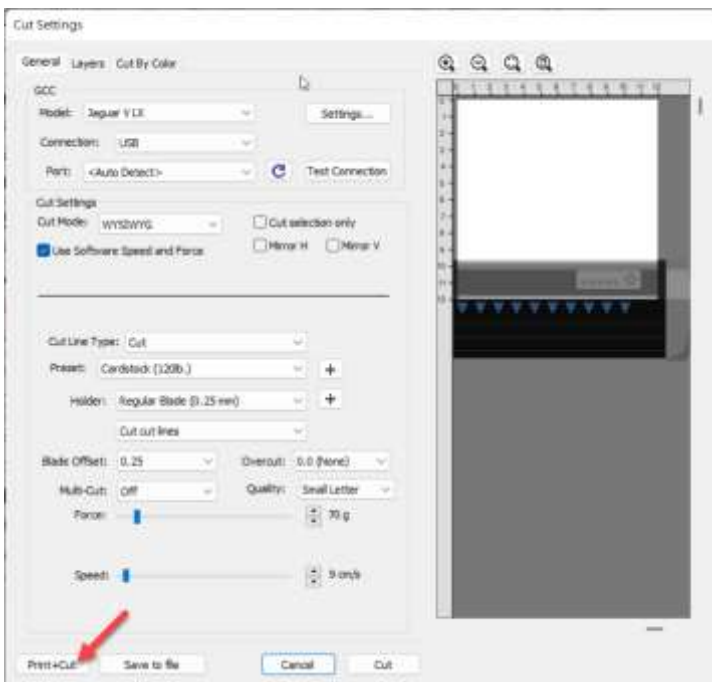 Cut Settings
General Layers Cut By Color
GCC
Model: Jaguar V LX Settings...
Connection: USB
Port: <Auto Detect> Test Connection
Cut Settings
Cut Mode: WYSIWYG Cut selection only
Use Software Speed and Force Mirror H Mirror V
Cut Line Type: Cut
Preset: Cardstock (120lb.) +
Holder: Regular Blade (0.25 mm) +
Cut cut lines
Blade Offset: 0.25 Overcut: 0.0 (None)
Multi-Cut: Off Quality: Small Letter
Force: 70 g
Speed: 9 cm/s
Print+Cut Save to file Cancel Cut